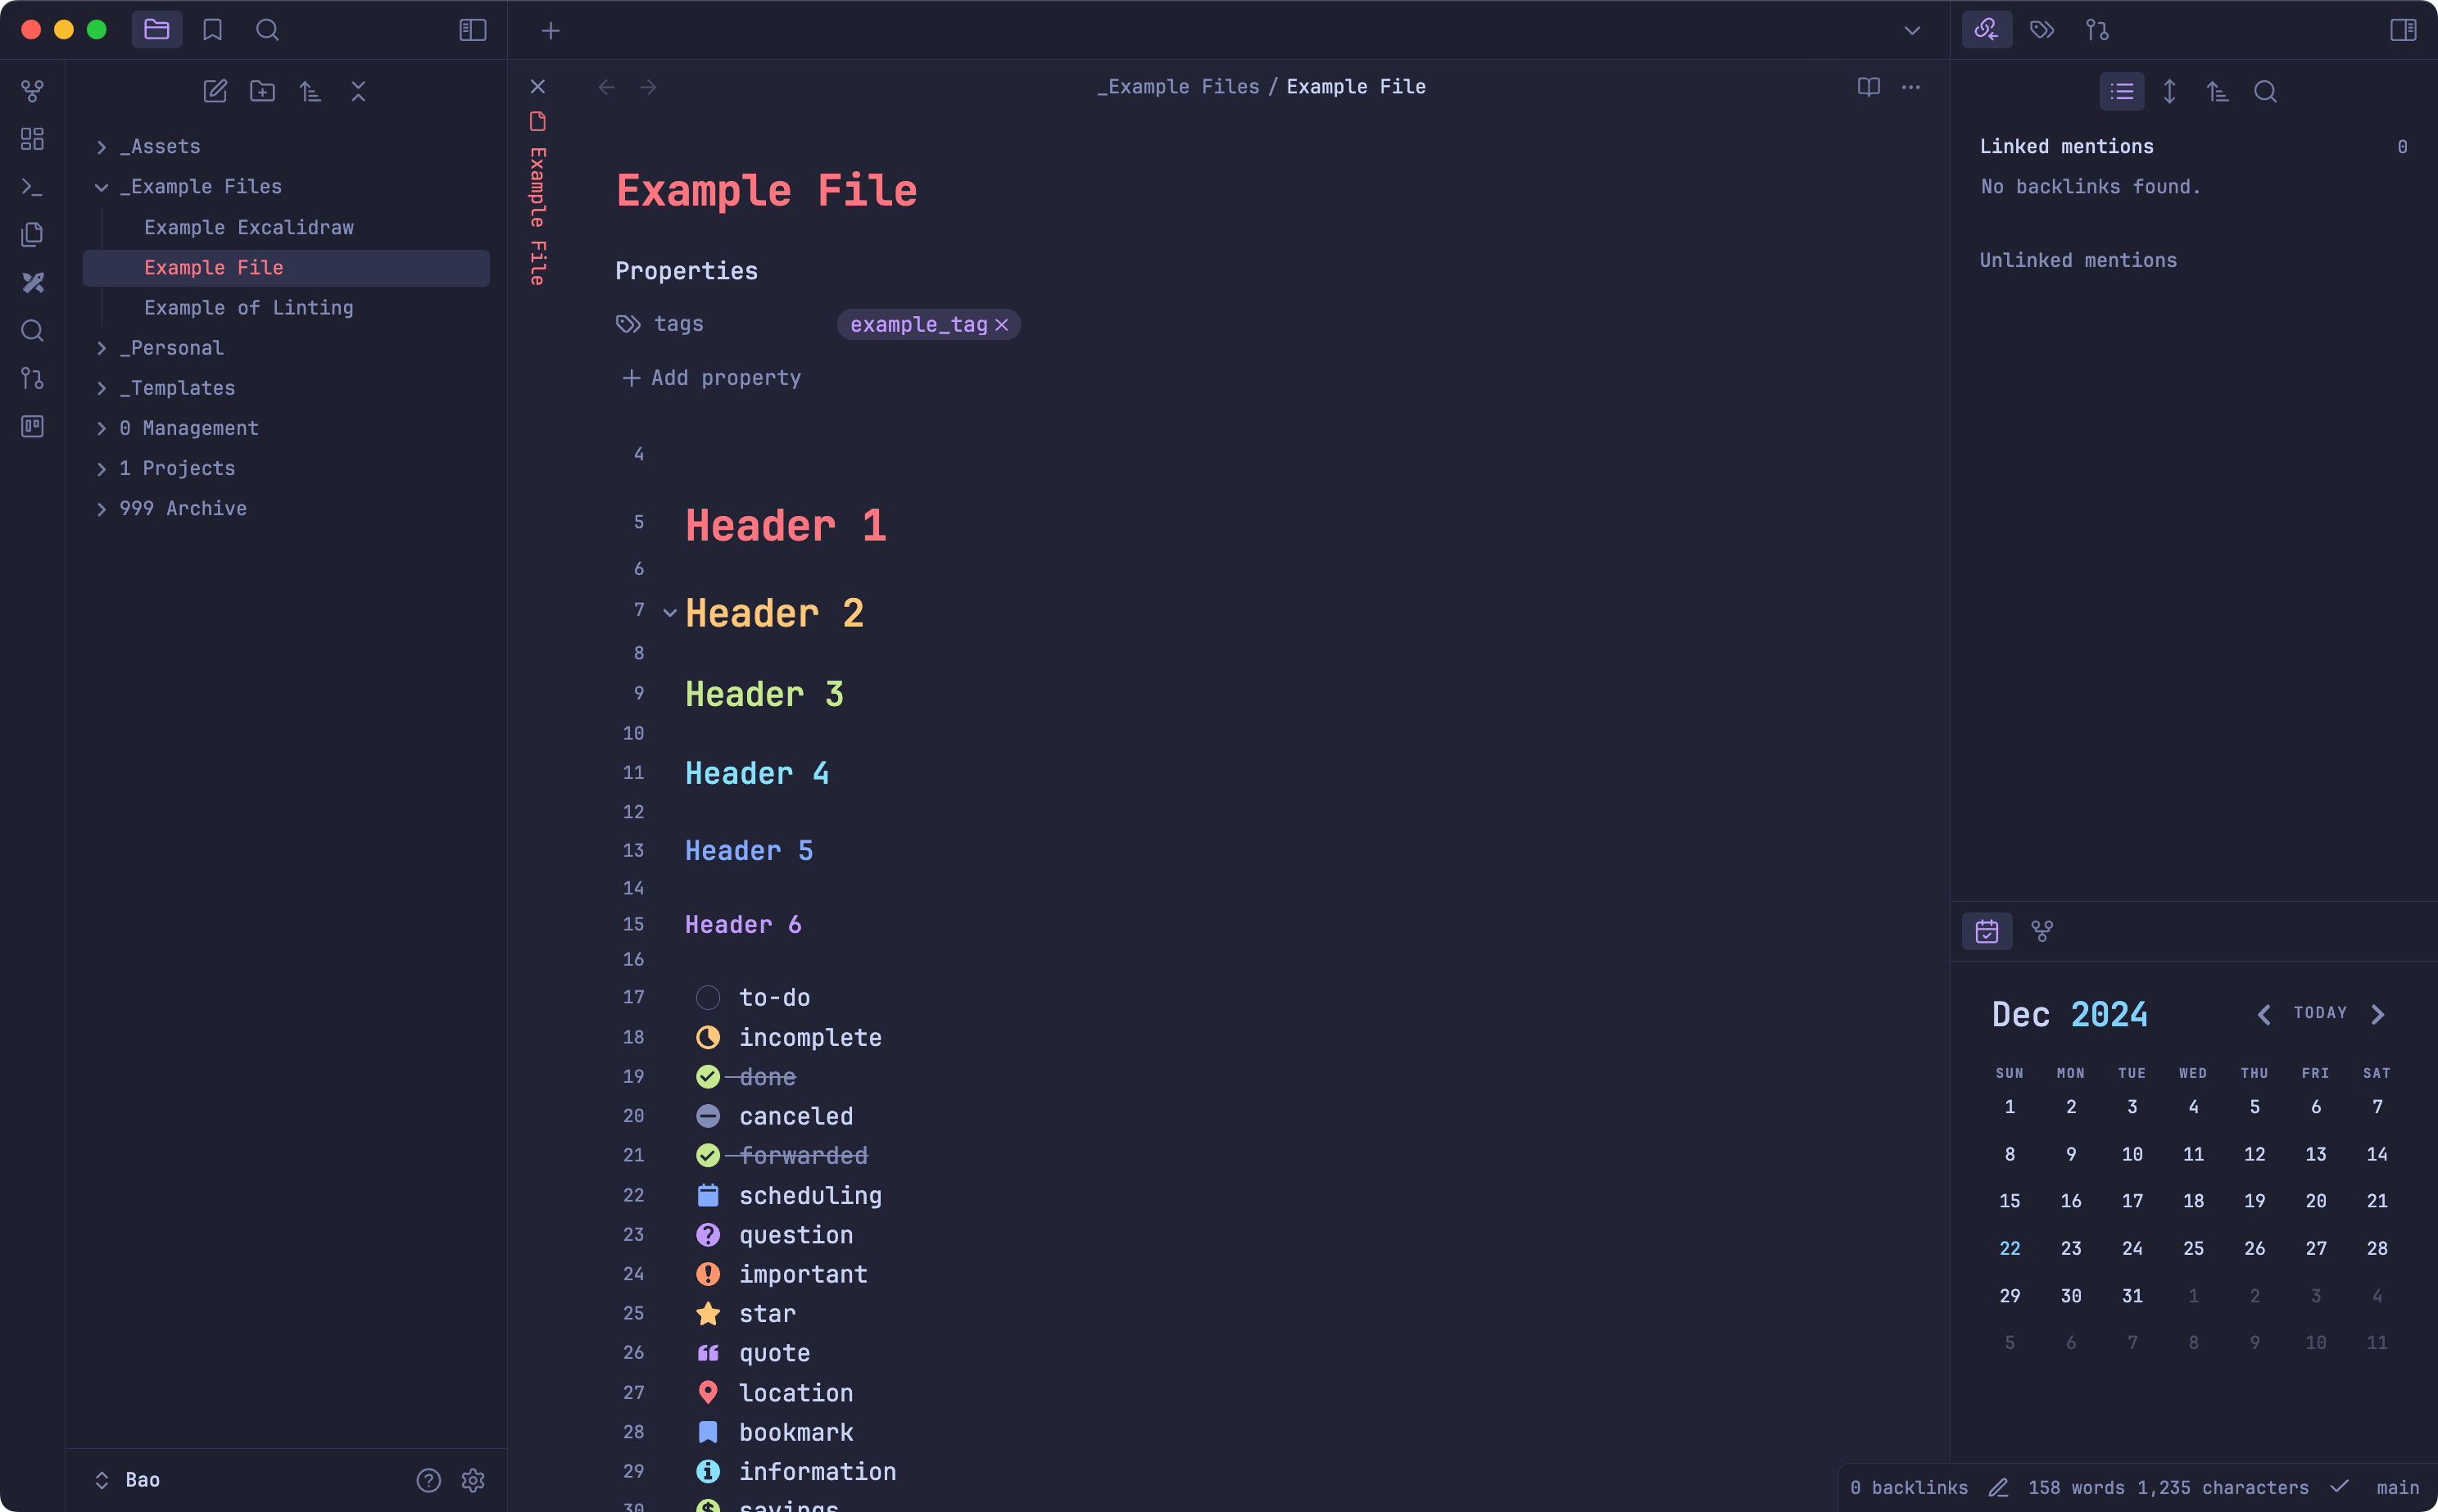 _Assets
_Example Files
Example Excalidraw
Example File
Example of Linting
_Personal
_Templates
0 Management
1 Projects
999 Archive
Bao
Example File
_Example Files / Example File
Example File
Properties
tags example_tag
Add property
4
5 Header 1
6
7 Header 2
8
9 Header 3
10
11 Header 4
12
13 Header 5
14
15 Header 6
16
17 to-do
18 incomplete
19 done
20 canceled
21 forwarded
22 scheduling
23 question
24 important
25 star
26 quote
27 location
28 bookmark
29 information
30 savings
Linked mentions 0
No backlinks found.
Unlinked mentions
Dec 2024 TODAY
SUN MON TUE WED THU FRI SAT
1 2 3 4 5 6 7
8 9 10 11 12 13 14
15 16 17 18 19 20 21
22 23 24 25 26 27 28
29 30 31 1 2 3 4
5 6 7 8 9 10 11
0 backlinks 158 words 1,235 characters main